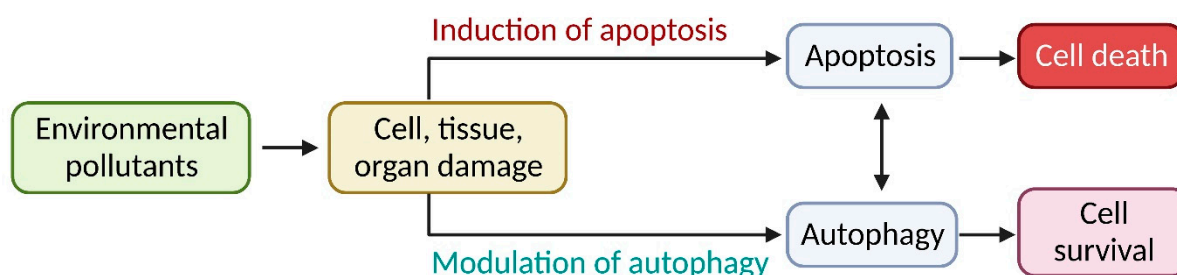 Induction of apoptosis
Apoptosis
Cell death
Environmental
pollutants
Cell, tissue,
organ damage
Autophagy
Cell
survival
Modulation of autophagy